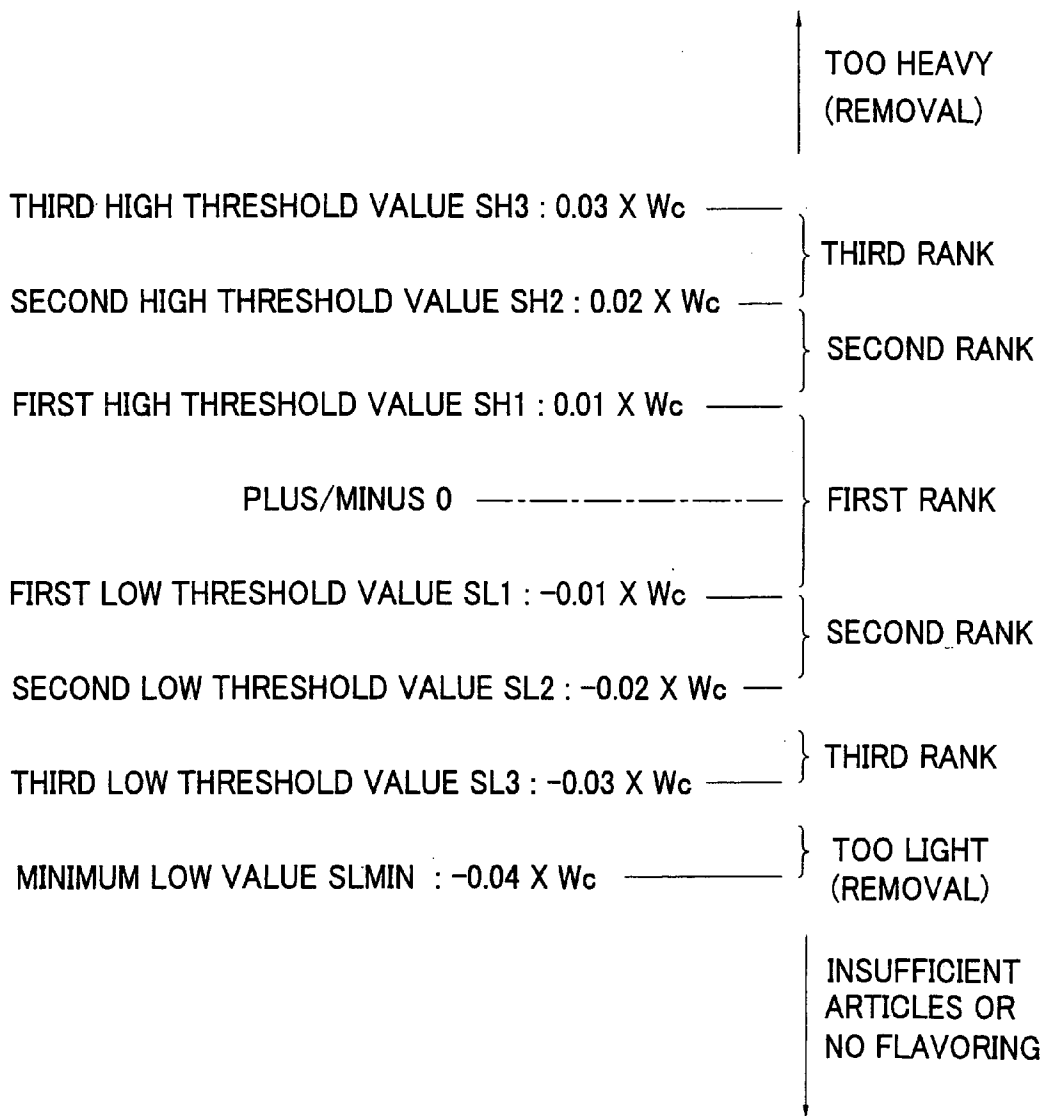 TOO HEAVY
(REMOVAL)
THIRD HIGH THRESHOLD VALUE SH3 : 0.03 X Wc
THIRD RANK
SECOND HIGH THRESHOLD VALUE SH2 : 0.02 X Wc
SECOND RANK
FIRST HIGH THRESHOLD VALUE SH1 : 0.01 X Wc
PLUS/MINUS 0
FIRST RANK
FIRST LOW THRESHOLD VALUE SL1 : -0.01 X Wc
SECOND RANK
SECOND LOW THRESHOLD VALUE SL2 : -0.02 X Wc
THIRD RANK
THIRD LOW THRESHOLD VALUE SL3 : -0.03 X Wc
TOO LIGHT
(REMOVAL)
MINIMUM LOW VALUE SLMIN : -0.04 X Wc
INSUFFICIENT
ARTICLES OR
NO FLAVORING